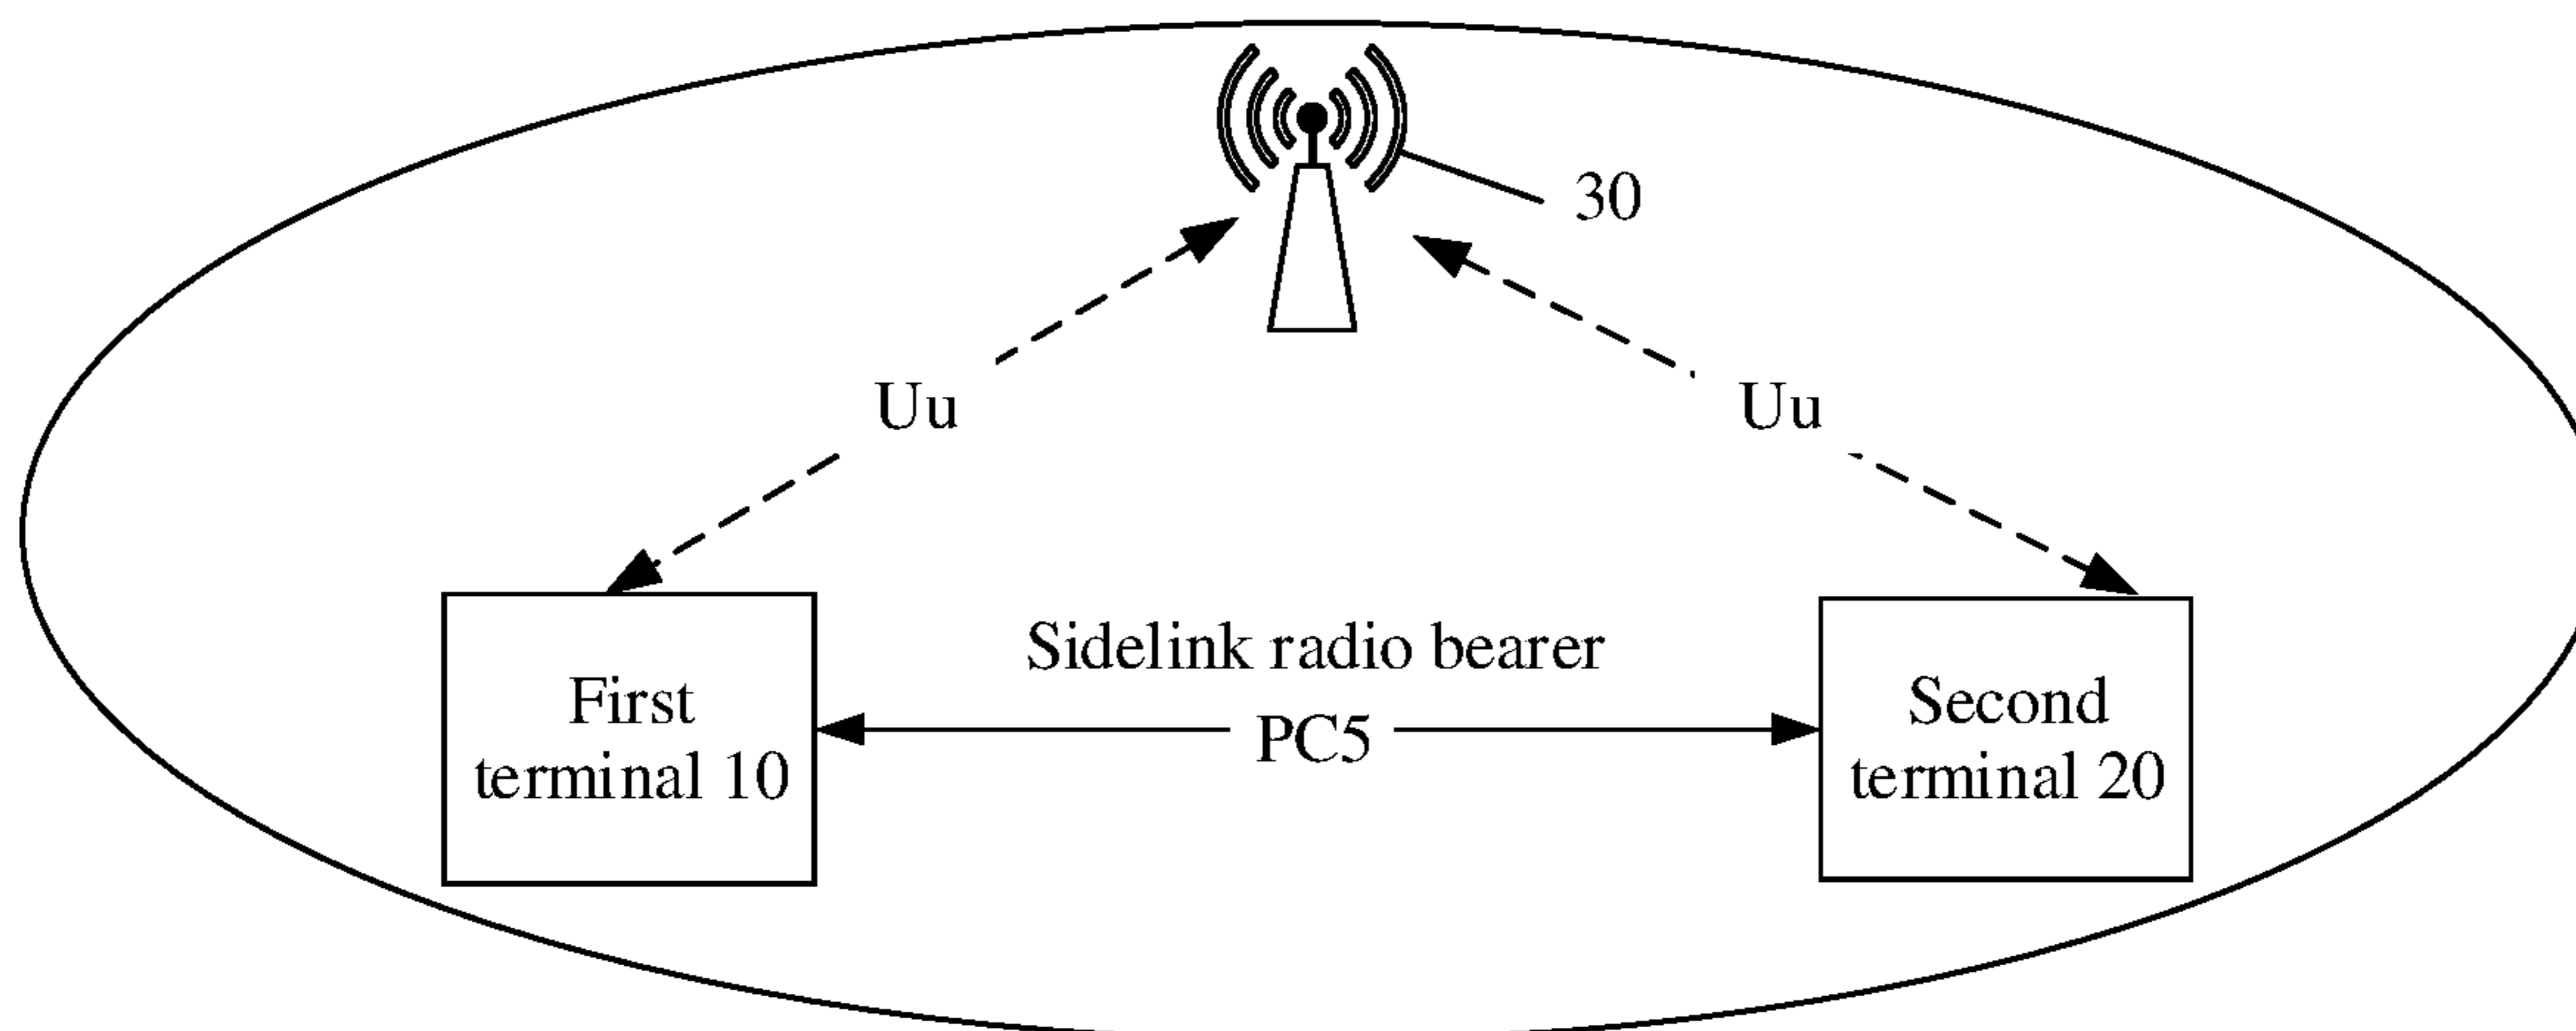 30
Uu
Uu
Sidelink radio bearer
PC5
First
terminal 10
Second
terminal 20